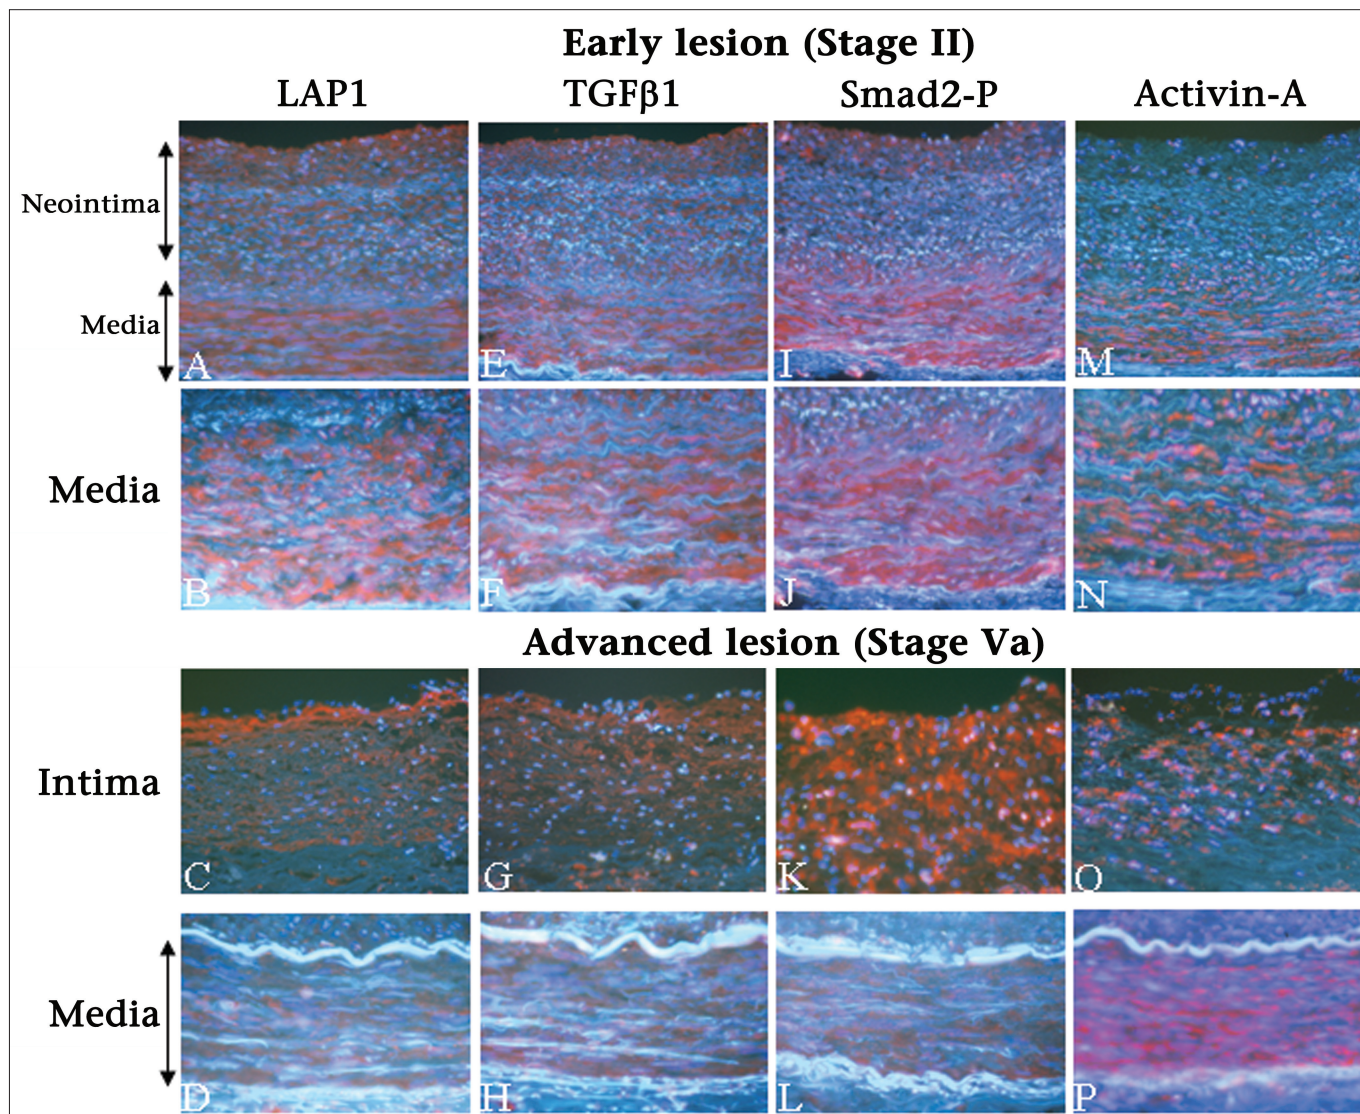 Early lesion (Stage II)
LAP1 TGFβ1 Smad2-P Activin-A
Neointima
Media
A E I M
Media
B F J N
Advanced lesion (Stage Va)
Intima
C G K O
Media
D H L P